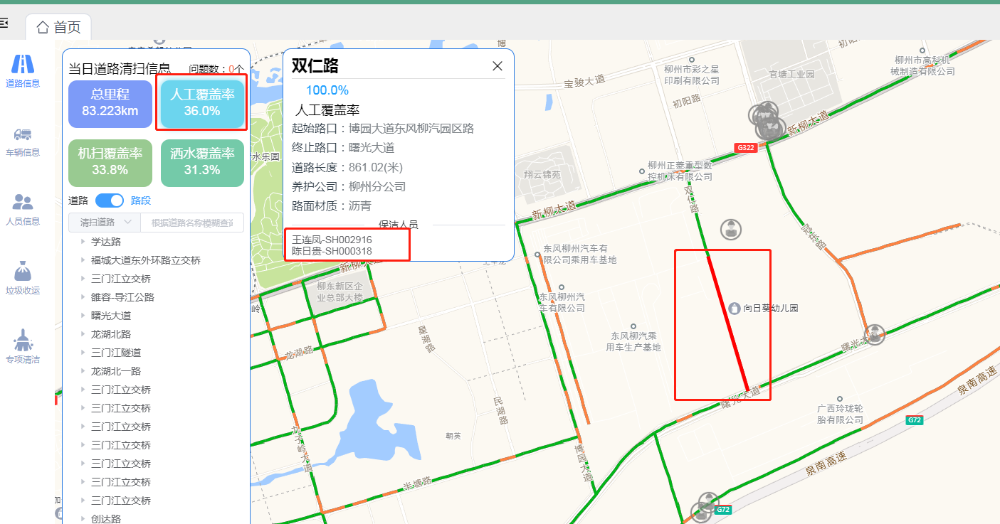 首页
道路信息
车辆信息
人员信息
垃圾收运
专项清洁
当日道路清扫信息
问题数：0个
总里程
83.223km
人工覆盖率
36.0%
机扫覆盖率
33.8%
洒水覆盖率
31.3%
道路
路段
清扫道路
根据道路名称模糊查询
学达路
福城大道东外环路立交桥
三门江立交桥
雒容-导江公路
曙光大道
龙湖北路
三门江隧道
龙湖北一路
三门江立交桥
三门江立交桥
三门江立交桥
三门江立交桥
三门江立交桥
三门江立交桥
三门江立交桥
创达路
双仁路
100.0%
人工覆盖率
起始路口：博园大道东风柳汽园区路
终止路口：曙光大道
道路长度：861.02(米)
养护公司：柳州分公司
路面材质：沥青
保洁人员
王连凤-SH002916
陈日贵-SH000318
博
水乐园
宝骏大道
柳州市彩之星
印刷有限公司
初阳路
初阳
官塘工业园
柳州市高科机
械制造有限公司
新柳大道
G322
柳州正菱重型数
控机床有限公司
翔云锦苑
双仁路
新柳大道
冠东路
东风柳州汽车有
限公司乘用车基地
新柳大道
柳东新区企
业总部大楼
岭
东风柳州汽
车有限公司
向日葵幼儿园
东风柳汽乘
用车生产基地
星湖路
龙湖路
曙光大道
曙光大道
泉南高速
民湖路
广西玲珑轮
胎有限公司
G72
朝英
博园大道
泉南高速
半塘路
G72
加